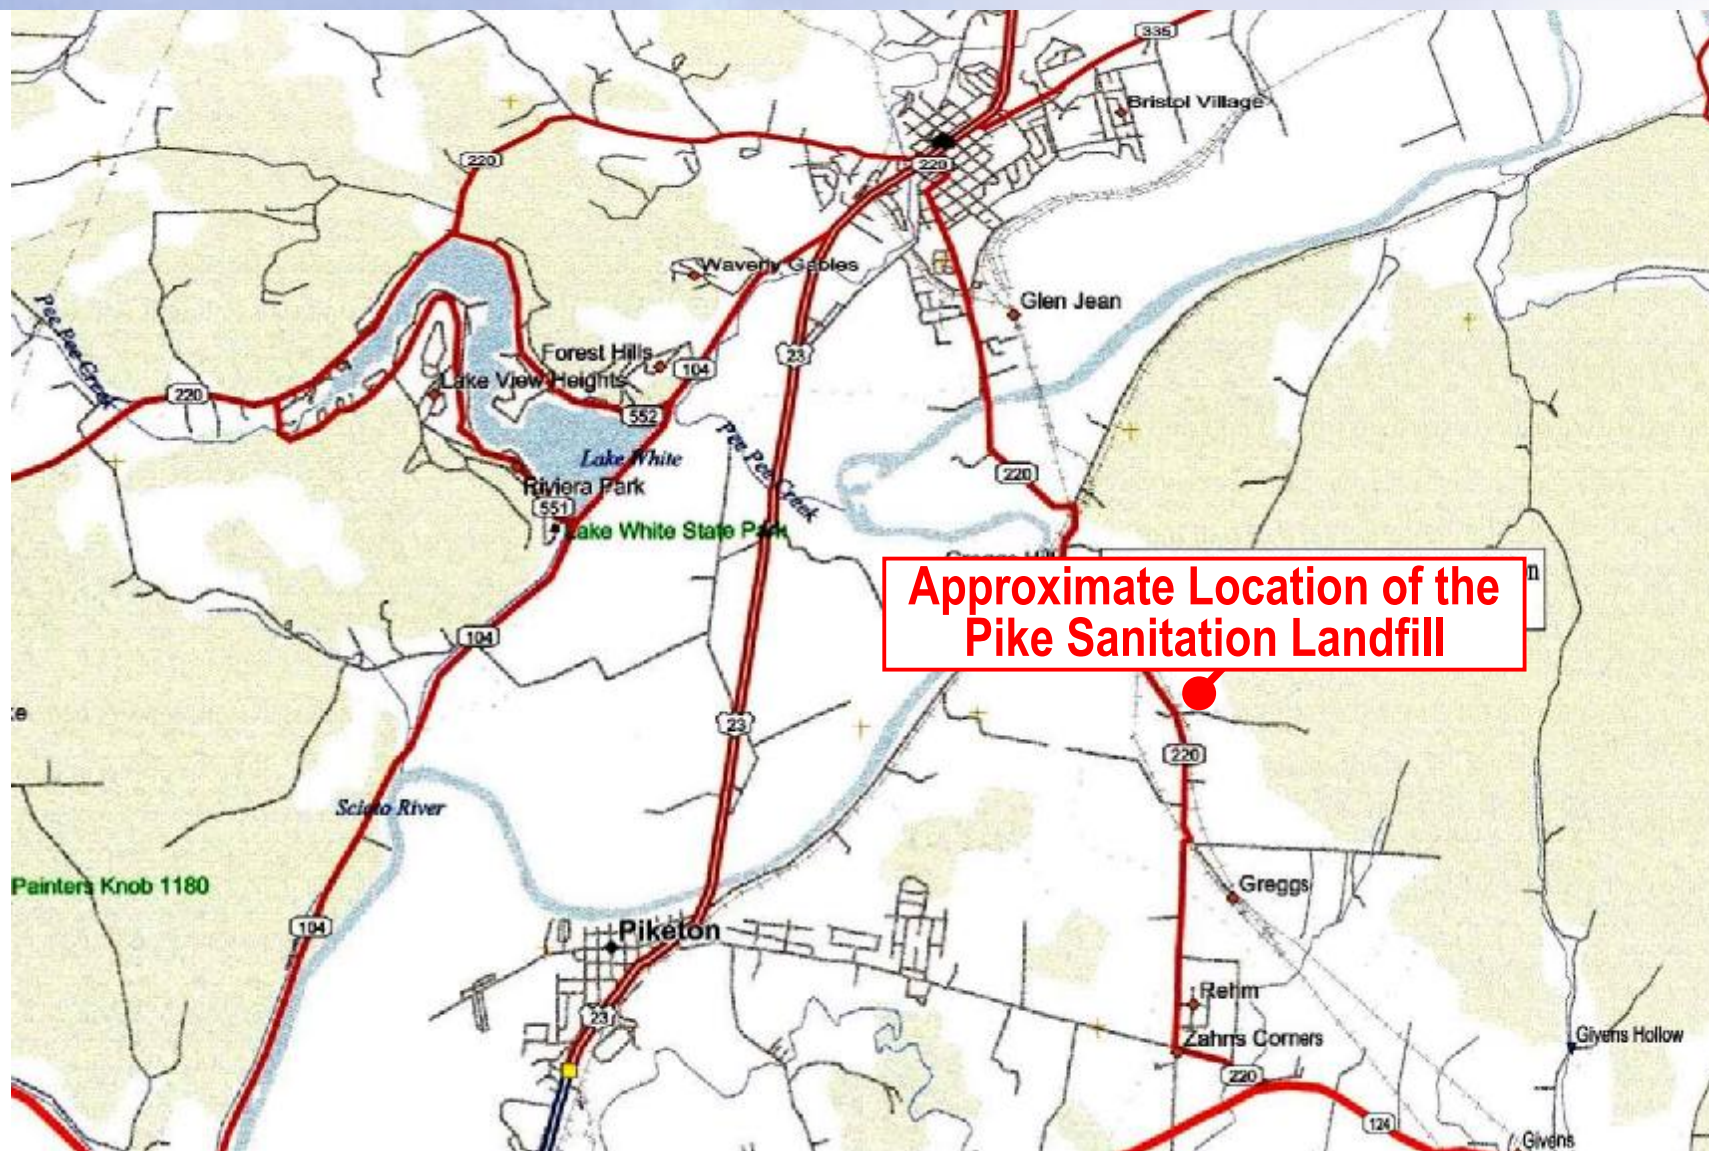 335
Bristol Village
220
220
Waverly Gables
Glen Jean
Pee Pee Creek
23
Forest Hills
104
Lake View Heights
220
552
Pee Pee Creek
Lake White
220
Riviera Park
551
Lake White State Park
Approximate Location of the
Pike Sanitation Landfill
n
104
23
220
Scioto River
Painters Knob 1180
Greggs
104
Piketon
Rehm
23
Zahns Corners
Givens Hollow
220
124
Givens